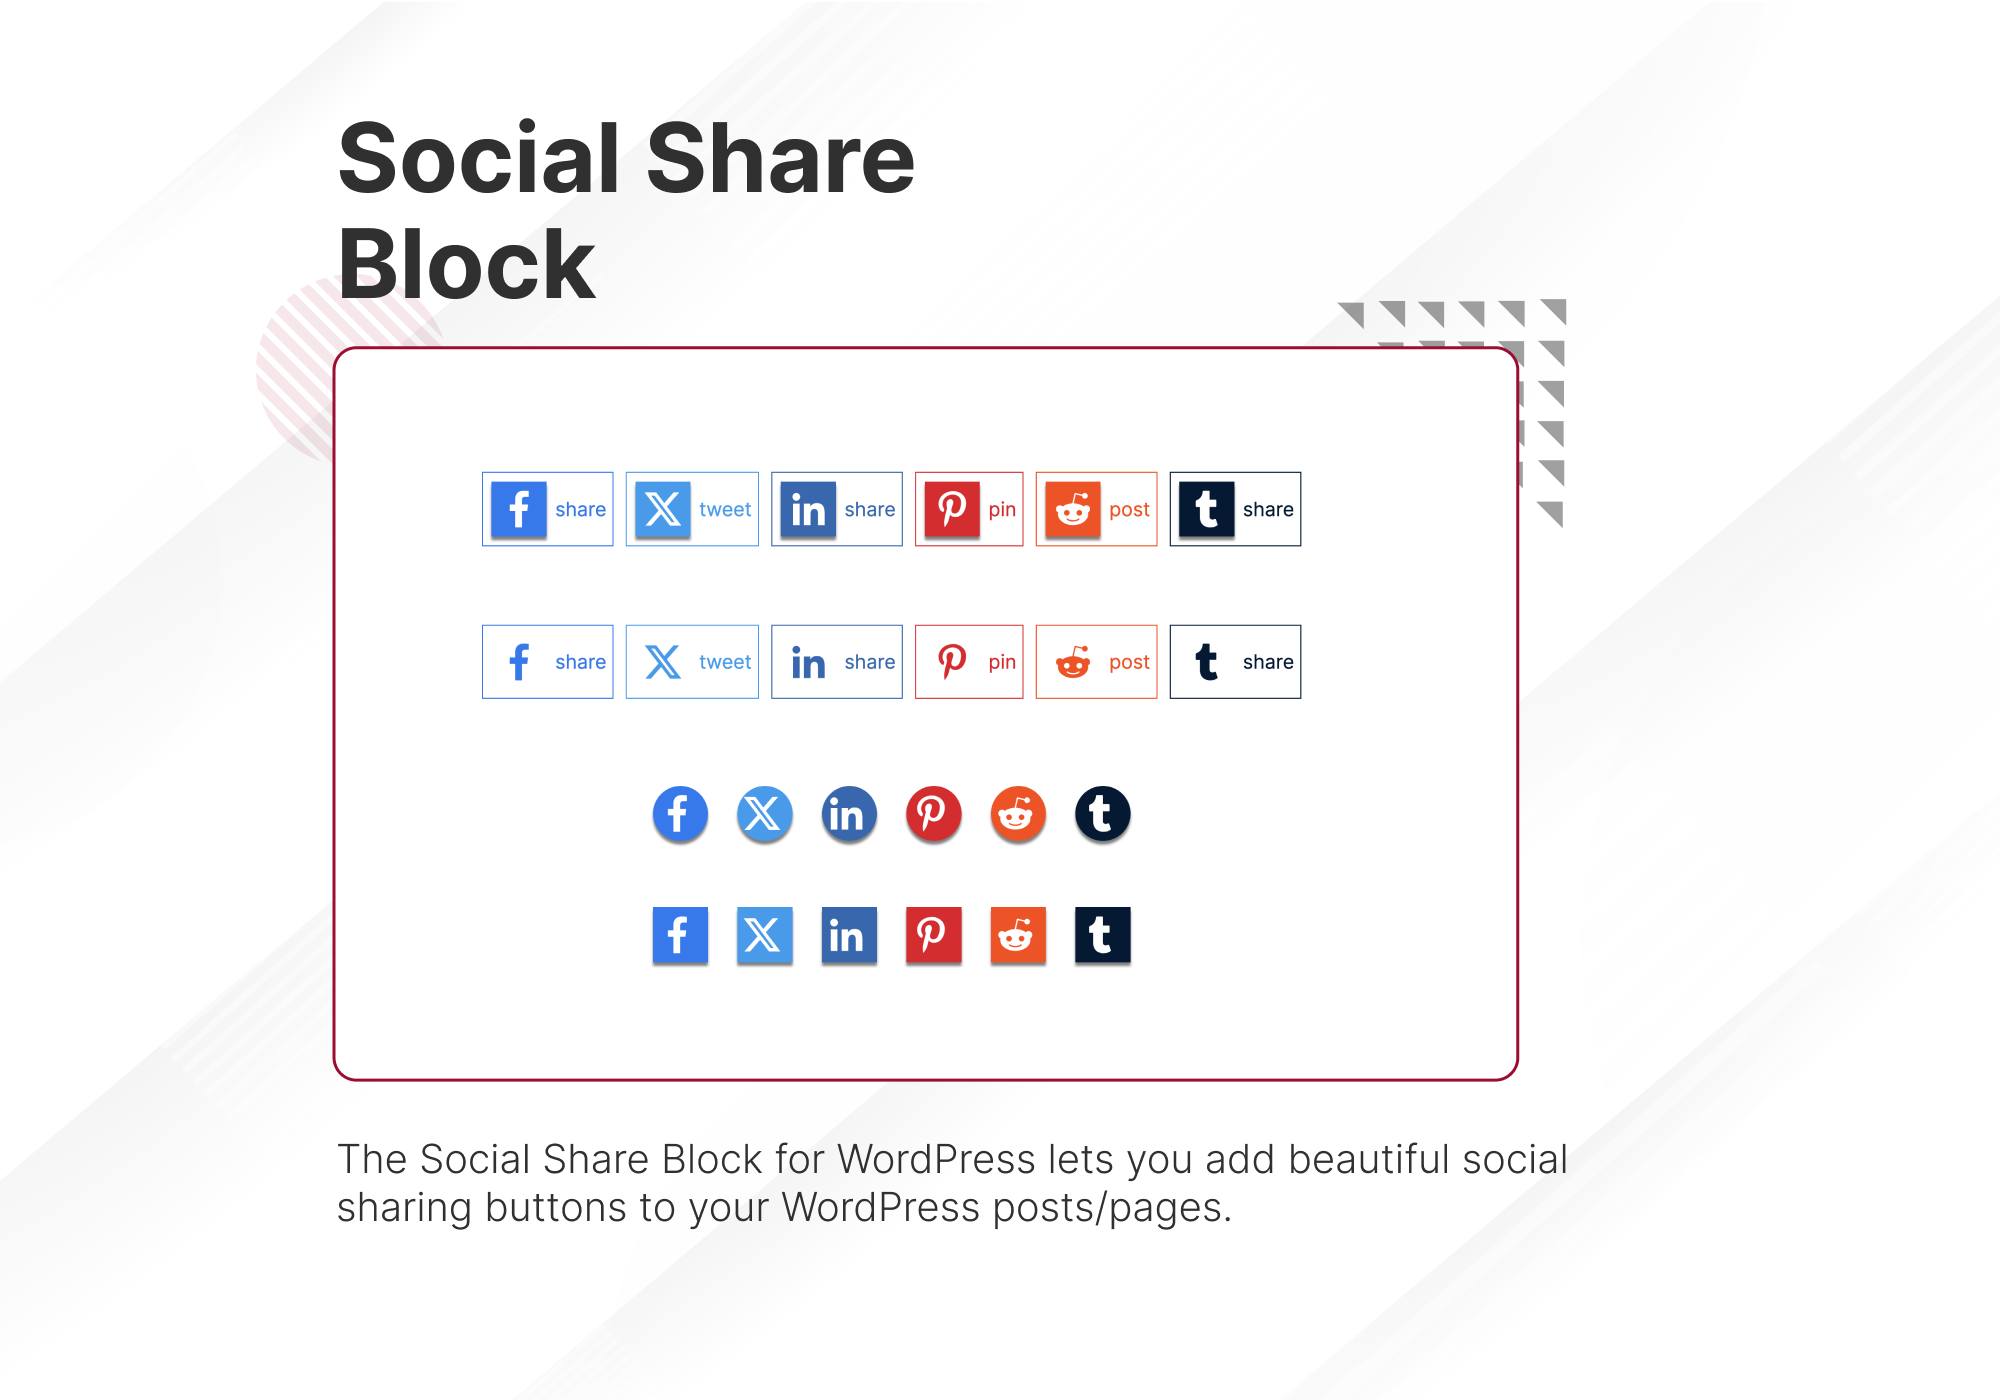 Social Share
Block
share tweet share pin post share
share tweet share pin post share
The Social Share Block for WordPress lets you add beautiful social
sharing buttons to your WordPress posts/pages.